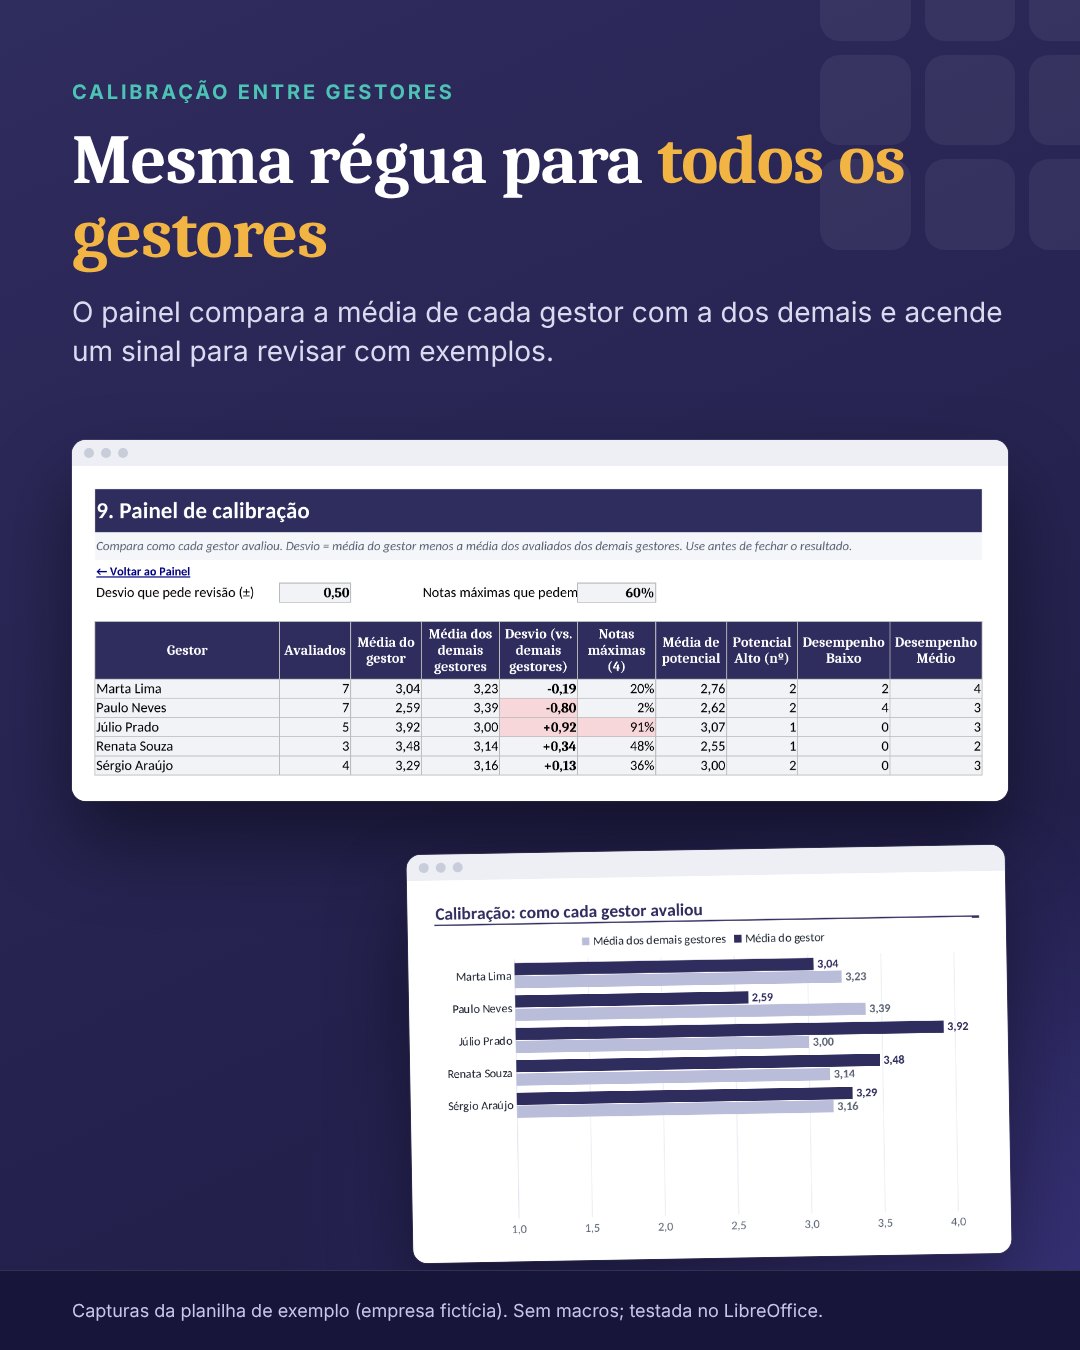 CALIBRAÇÃO ENTRE GESTORES
Mesma régua para todos os
gestores
O painel compara a média de cada gestor com a dos demais e acende
um sinal para revisar com exemplos.
9. Painel de calibração
Compara como cada gestor avaliou. Desvio = média do gestor menos a média dos avaliados dos demais gestores. Use antes de fechar o resultado.
← Voltar ao Painel
Desvio que pede revisão (±) 0,50 Notas máximas que pedem 60%
Gestor Avaliados Média do gestor Média dos demais gestores Desvio (vs. demais gestores) Notas máximas (4) Média de potencial Potencial Alto (nº) Desempenho Baixo Desempenho Médio
Marta Lima 7 3,04 3,23 -0,19 20% 2,76 2 2 4
Paulo Neves 7 2,59 3,39 -0,80 2% 2,62 2 4 3
Júlio Prado 5 3,92 3,00 +0,92 91% 3,07 1 0 3
Renata Souza 3 3,48 3,14 +0,34 48% 2,55 1 0 2
Sérgio Araújo 4 3,29 3,16 +0,13 36% 3,00 2 0 3
Calibração: como cada gestor avaliou
Média dos demais gestores Média do gestor
Marta Lima 3,04 3,23
Paulo Neves 2,59 3,39
Júlio Prado 3,92 3,00
Renata Souza 3,48 3,14
Sérgio Araújo 3,29 3,16
1,0 1,5 2,0 2,5 3,0 3,5 4,0
Capturas da planilha de exemplo (empresa fictícia). Sem macros; testada no LibreOffice.